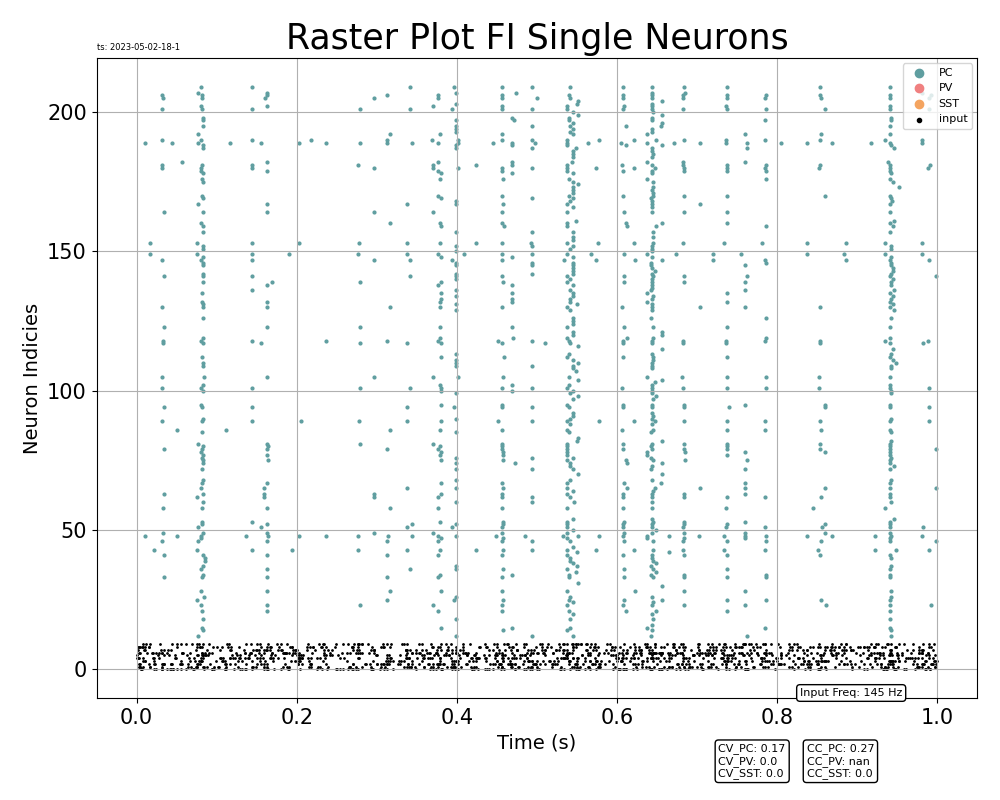 Raster Plot FI Single Neurons
ts: 2023-05-02-18-1
PC
PV
SST
input
200
150
100
50
0
Neuron Indicies
0.0 0.2 0.4 0.6 0.8 1.0
Time (s)
Input Freq: 145 Hz
CV_PC: 0.17
CV_PV: 0.0
CV_SST: 0.0
CC_PC: 0.27
CC_PV: nan
CC_SST: 0.0